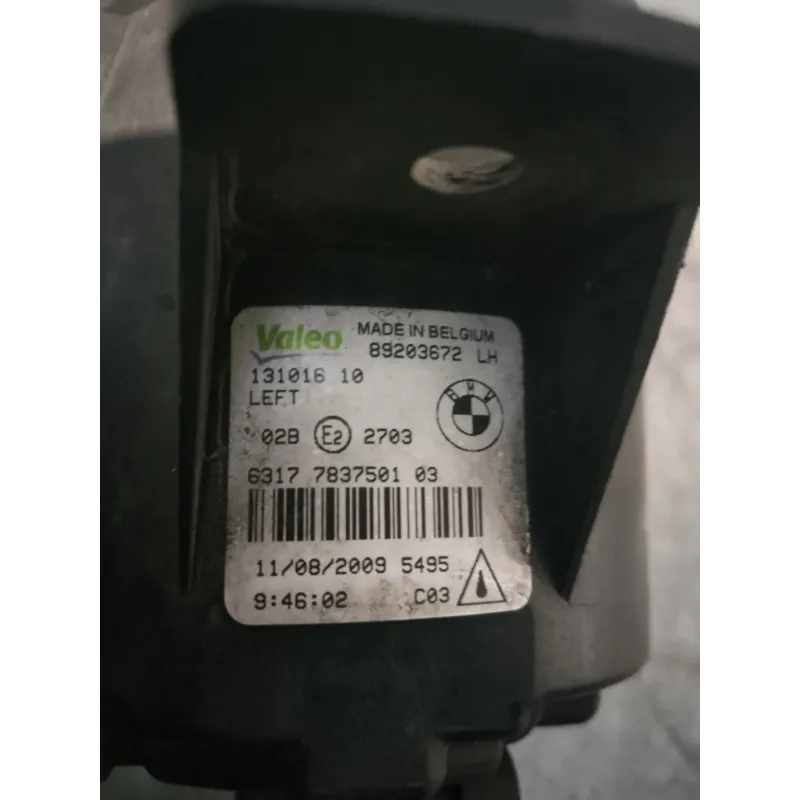 Valeo MADE IN BELGIUM
89203672 LH
131016 10
LEFT
BMW
02B E2 2703
6317 7837501 03
11/08/2009 5495
9:46:02 C03